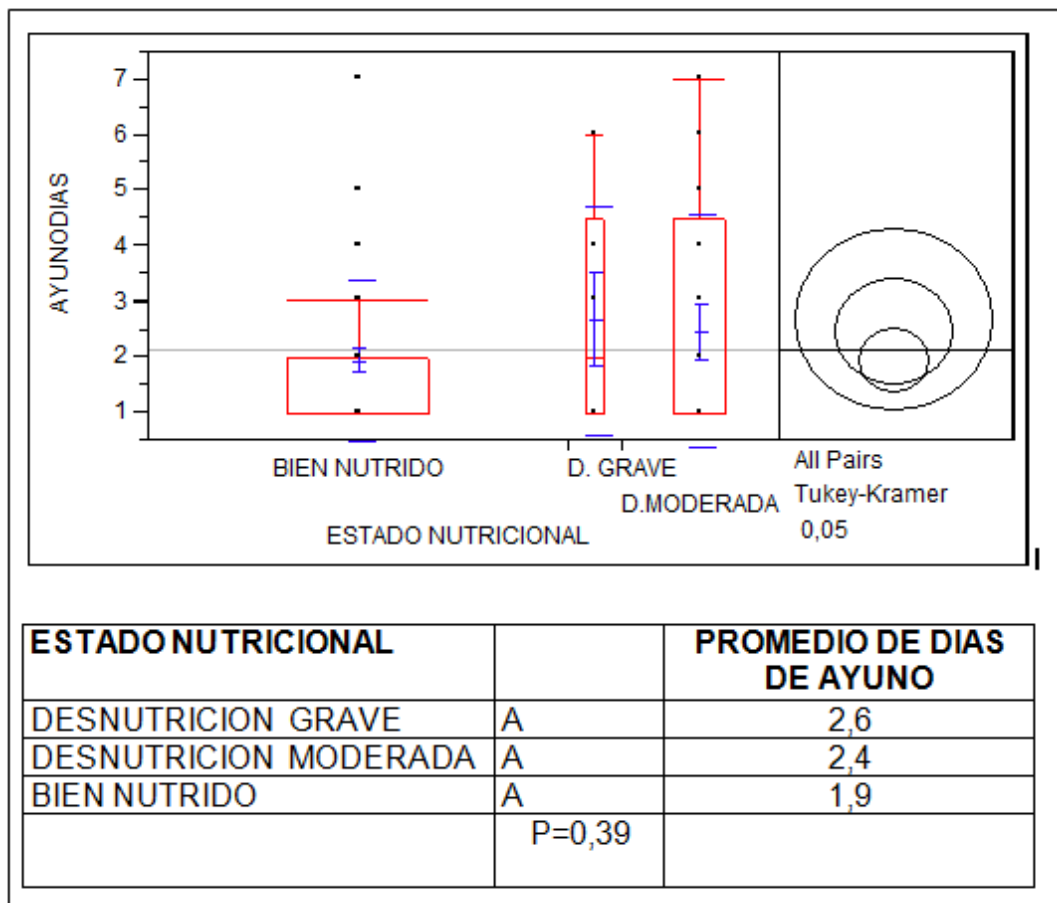 7
6
5
4
3
2
1
AYUNODIAS
BIEN NUTRIDO
D. GRAVE
D.MODERADA
ESTADO NUTRICIONAL
All Pairs
Tukey-Kramer
0,05
ESTADO NUTRICIONAL PROMEDIO DE DIAS
DE AYUNO
DESNUTRICION GRAVE A 2,6
DESNUTRICION MODERADA A 2,4
BIEN NUTRIDO A 1,9
P=0,39